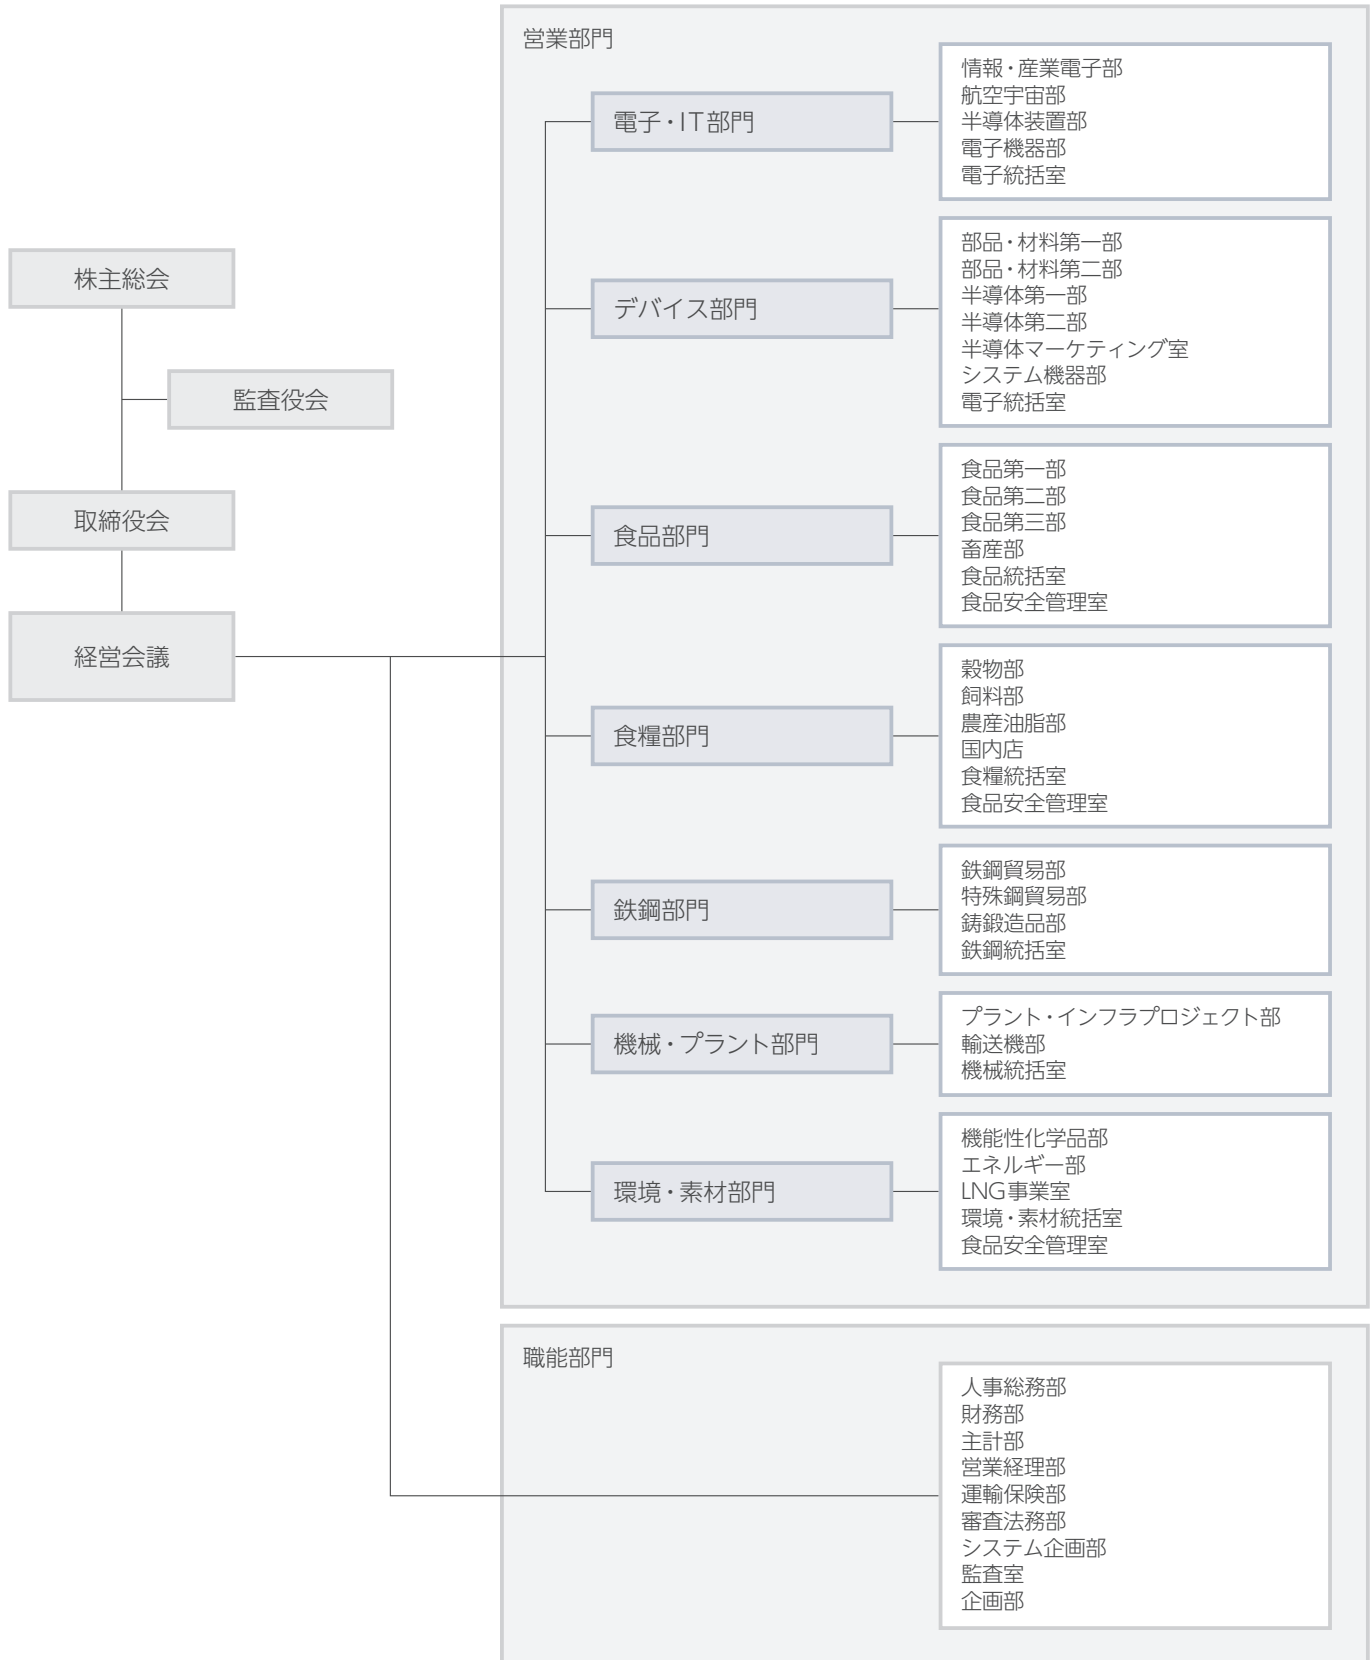 株主総会
監査役会
取締役会
経営会議
営業部門
電子・IT部門
情報・産業電子部
航空宇宙部
半導体装置部
電子機器部
電子統括室
デバイス部門
部品・材料第一部
部品・材料第二部
半導体第一部
半導体第二部
半導体マーケティング室
システム機器部
電子統括室
食品部門
食品第一部
食品第二部
食品第三部
畜産部
食品統括室
食品安全管理室
食糧部門
穀物部
飼料部
農産油脂部
国内店
食糧統括室
食品安全管理室
鉄鋼部門
鉄鋼貿易部
特殊鋼貿易部
鋳鍛造品部
鉄鋼統括室
機械・プラント部門
プラント・インフラプロジェクト部
輸送機部
機械統括室
環境・素材部門
機能性化学品部
エネルギー部
LNG事業室
環境・素材統括室
食品安全管理室
職能部門
人事総務部
財務部
主計部
営業経理部
運輸保険部
審査法務部
システム企画部
監査室
企画部